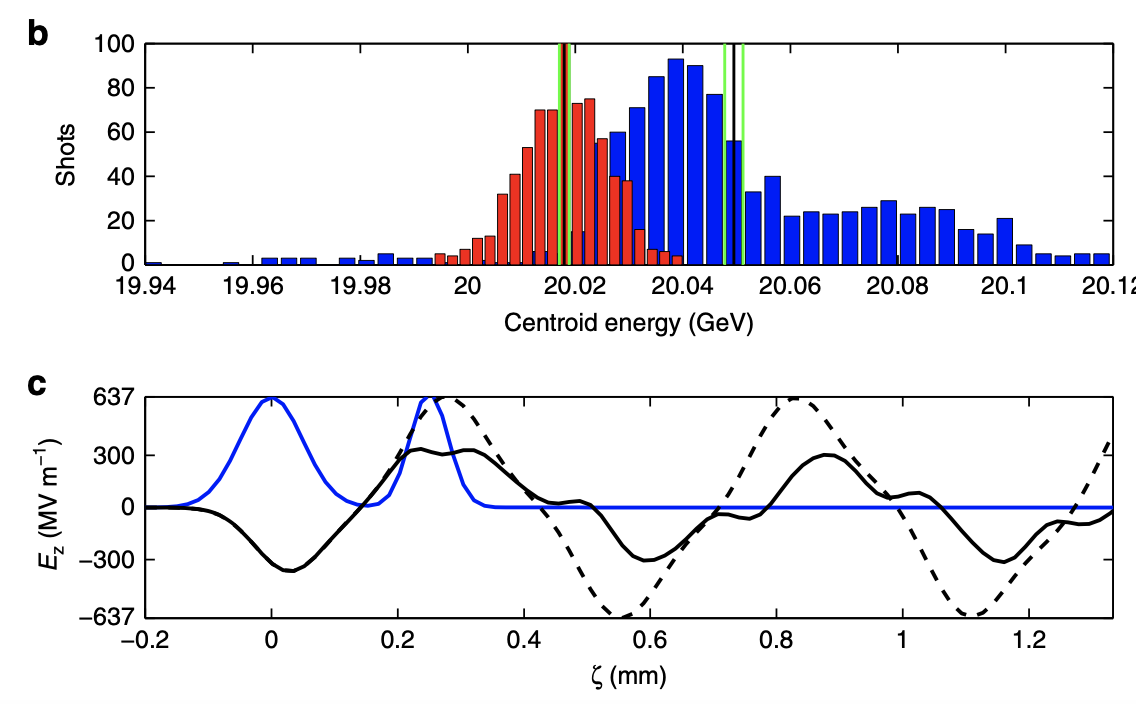 b
100
80
60
40
20
0
Shots
19.94 19.96 19.98 20 20.02 20.04 20.06 20.08 20.1 20.12
Centroid energy (GeV)
c
637
300
0
−300
−637
Ez (MV m⁻¹)
−0.2 0 0.2 0.4 0.6 0.8 1 1.2
ζ (mm)